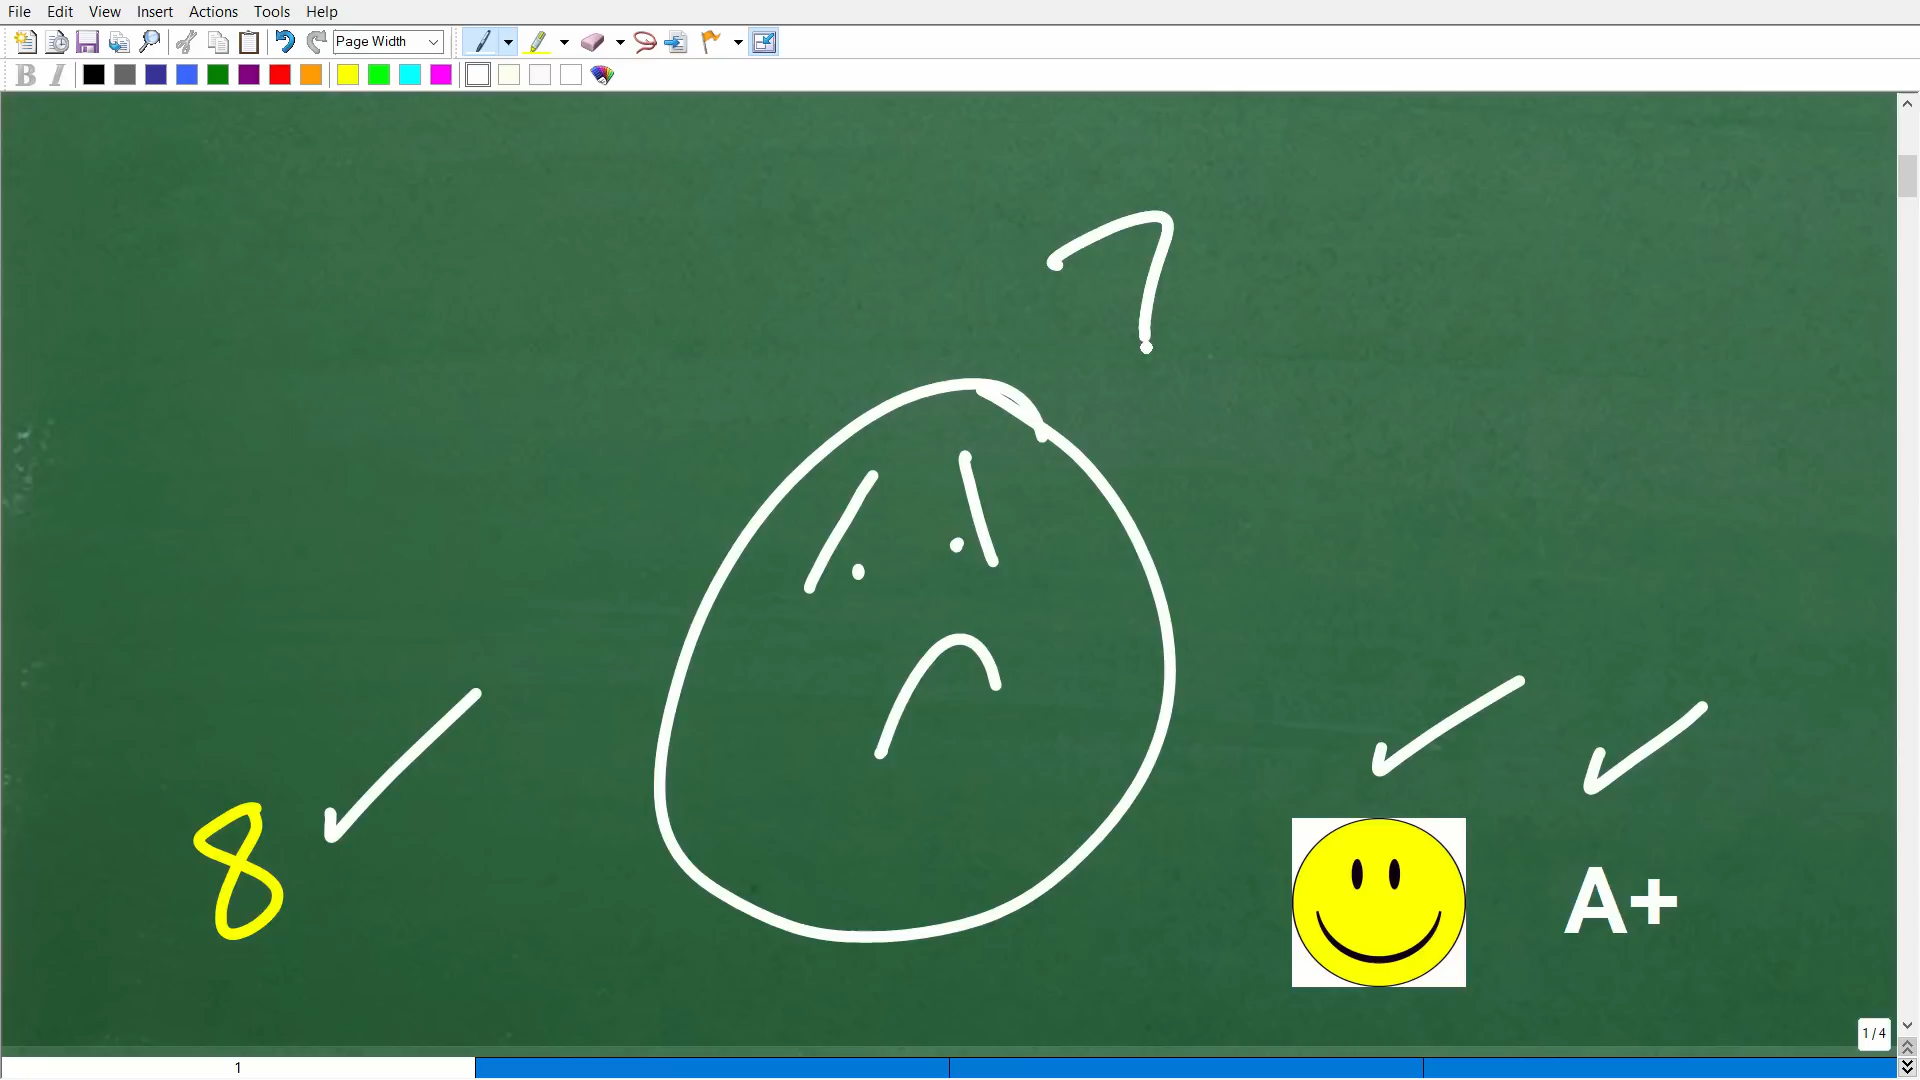 File Edit View Insert Actions Tools Help
Page Width
B I
?
8
A+
1 / 4
1